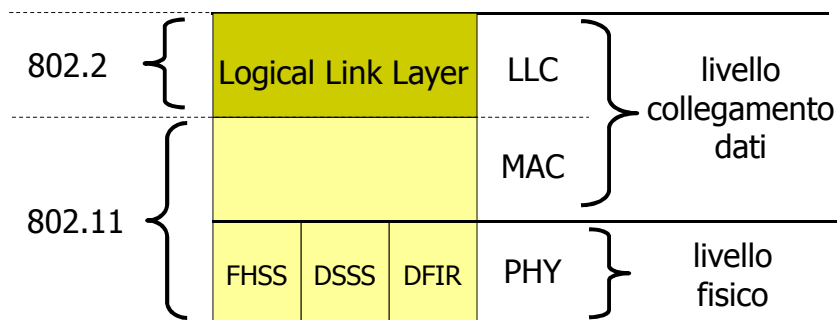 802.2
Logical Link Layer
LLC
livello
collegamento
dati
MAC
802.11
FHSS
DSSS
DFIR
PHY
livello
fisico